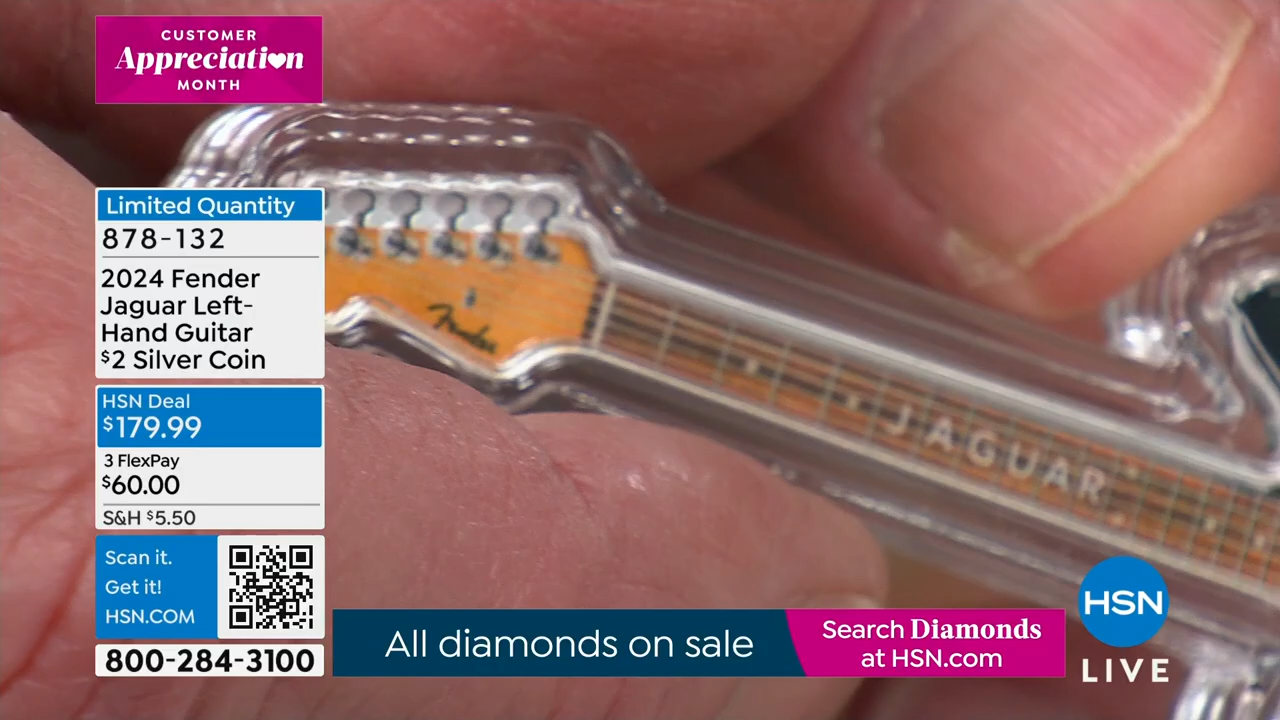 CUSTOMER
Appreciation
MONTH
Limited Quantity
878-132
2024 Fender
Jaguar Left-
Hand Guitar
$2 Silver Coin
HSN Deal
$179.99
3 FlexPay
$60.00
S&H $5.50
Scan it.
Get it!
HSN.COM
800-284-3100
Fender
JAGUAR
All diamonds on sale
Search Diamonds
at HSN.com
HSN
LIVE